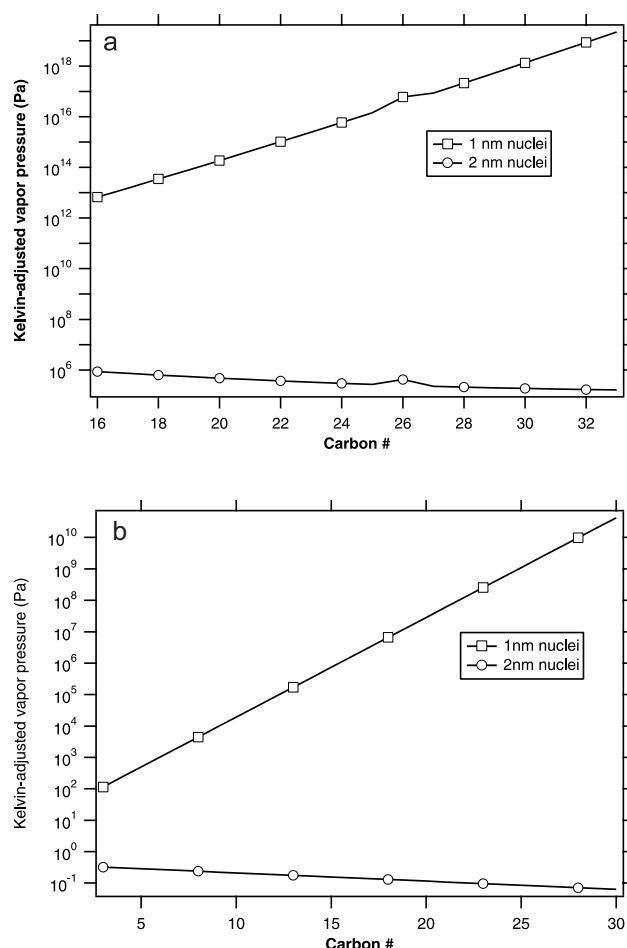 a
Kelvin-adjusted vapor pressure (Pa)
10^18
10^16
10^14
10^12
10^10
10^8
10^6
1 nm nuclei
2 nm nuclei
16 18 20 22 24 26 28 30 32
Carbon #
b
Kelvin-adjusted vapor pressure (Pa)
10^10
10^9
10^8
10^7
10^6
10^5
10^4
10^3
10^2
10^1
10^0
10^-1
1nm nuclei
2nm nuclei
5 10 15 20 25 30
Carbon #